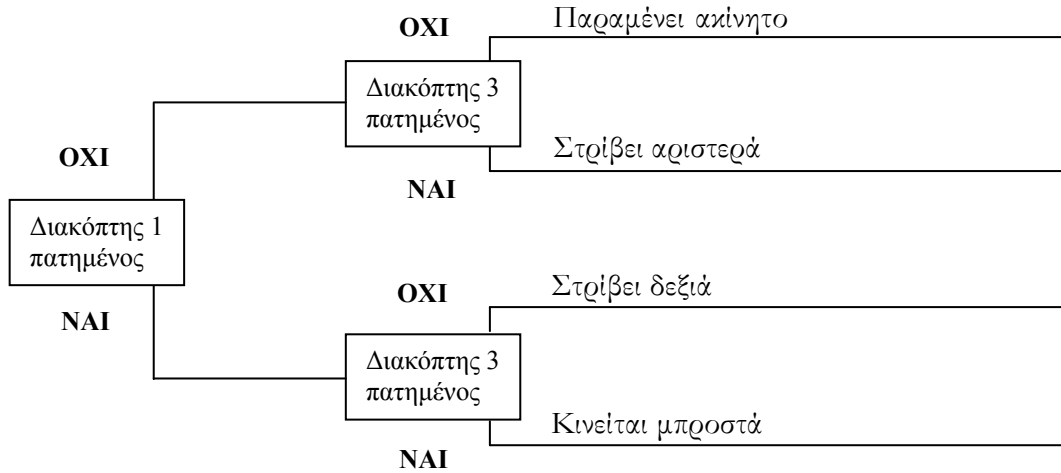 ΟΧΙ
Παραμένει ακίνητο
Διακόπτης 3
πατημένος
ΟΧΙ
Στρίβει αριστερά
ΝΑΙ
Διακόπτης 1
πατημένος
ΟΧΙ
Στρίβει δεξιά
ΝΑΙ
Διακόπτης 3
πατημένος
Κινείται μπροστά
ΝΑΙ